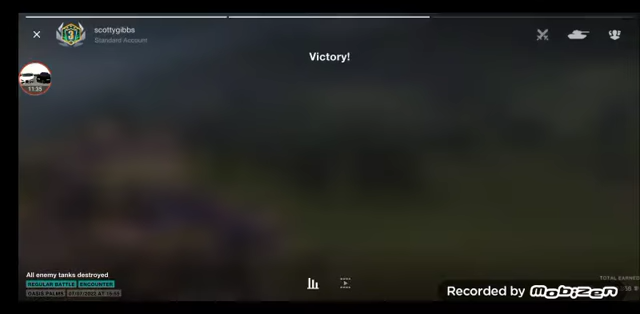 scottygibbs
Standard Account
Victory!
3
11:35
All enemy tanks destroyed
REGULAR BATTLE ENCOUNTER
OASIS PALMS
TOTAL EARNED
Recorded by MOBIZEN